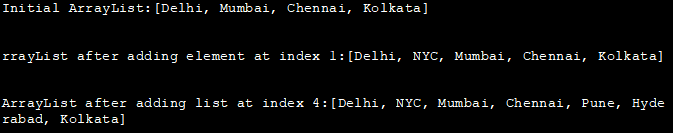 Initial ArrayList:[Delhi, Mumbai, Chennai, Kolkata]
rrayList after adding element at index 1:[Delhi, NYC, Mumbai, Chennai, Kolkata]
ArrayList after adding list at index 4:[Delhi, NYC, Mumbai, Chennai, Pune, Hyde
rabad, Kolkata]